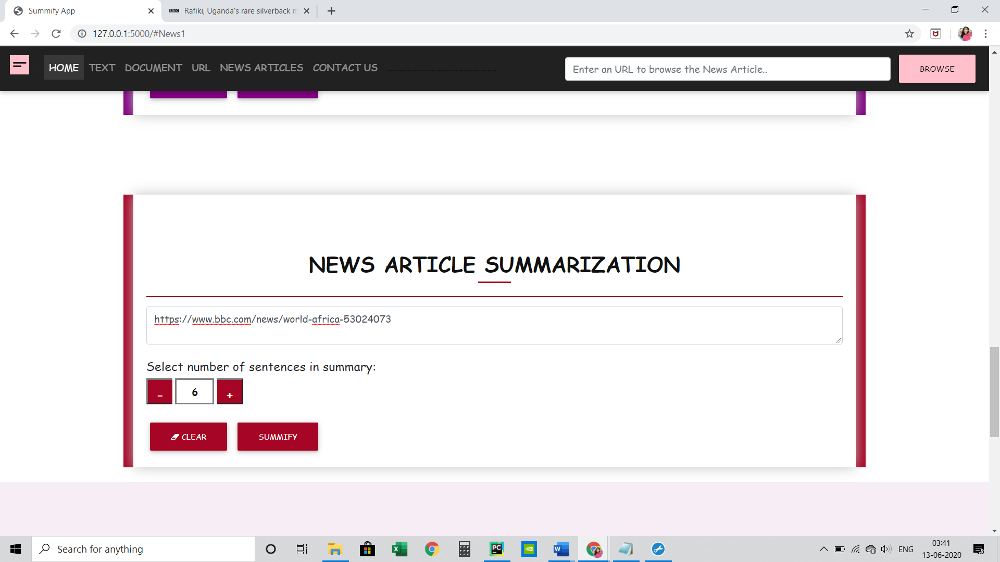 Summify App
BBC Rafiki, Uganda's rare silverback m
127.0.0.1:5000/#News1
HOME TEXT DOCUMENT URL NEWS ARTICLES CONTACT US
Enter an URL to browse the News Article..
BROWSE
NEWS ARTICLE SUMMARIZATION
https://www.bbc.com/news/world-africa-53024073
Select number of sentences in summary:
- 6 +
CLEAR SUMMIFY
Search for anything
PC
W
ENG
03:41
13-06-2020